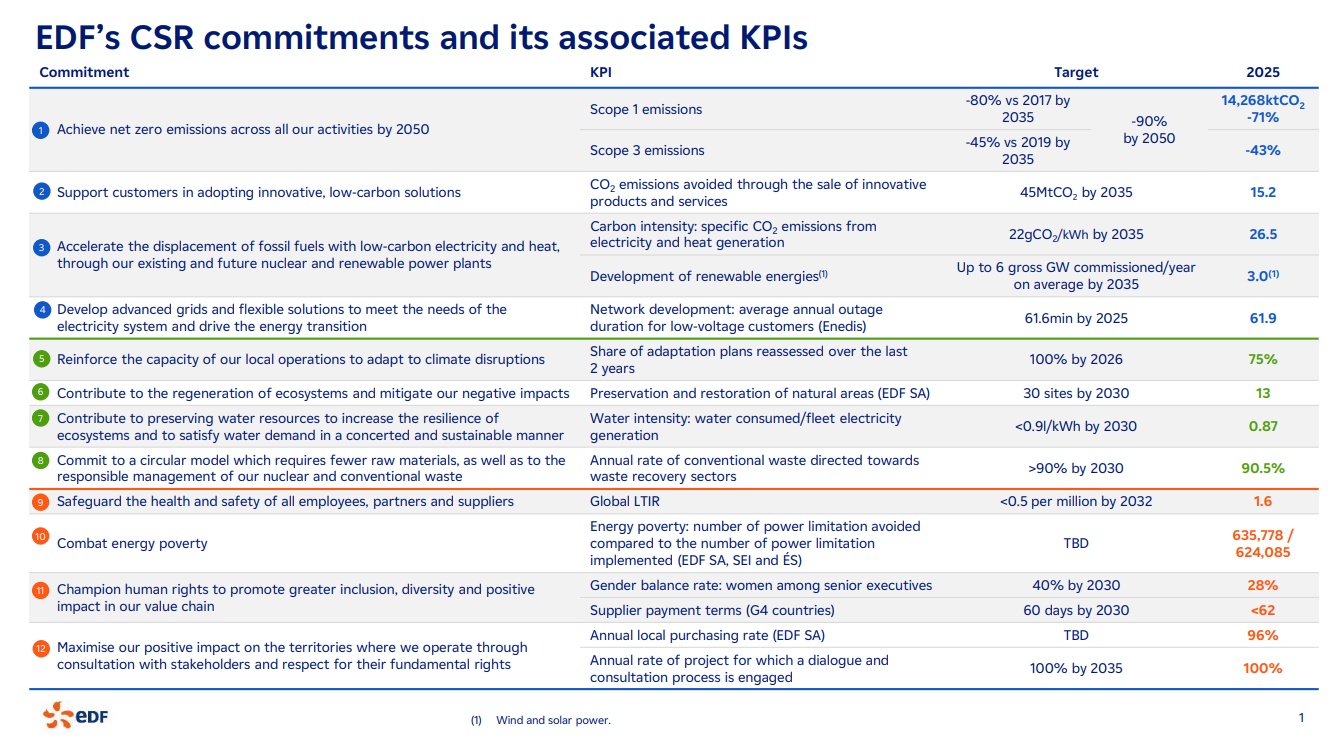 EDF's CSR commitments and its associated KPIs
Commitment KPI Target 2025
1 Achieve net zero emissions across all our activities by 2050
Scope 1 emissions
-80% vs 2017 by
2035
-90%
by 2050
14,268ktCO₂
-71%
Scope 3 emissions
-45% vs 2019 by
2035
-43%
2 Support customers in adopting innovative, low-carbon solutions
CO₂ emissions avoided through the sale of innovative
products and services
45MtCO₂ by 2035
15.2
3 Accelerate the displacement of fossil fuels with low-carbon electricity and heat,
through our existing and future nuclear and renewable power plants
Carbon intensity: specific CO₂ emissions from
electricity and heat generation
22gCO₂/kWh by 2035
26.5
Development of renewable energies⁽¹⁾
Up to 6 gross GW commissioned/year
on average by 2035
3.0⁽¹⁾
4 Develop advanced grids and flexible solutions to meet the needs of the
electricity system and drive the energy transition
Network development: average annual outage
duration for low-voltage customers (Enedis)
61.6min by 2025
61.9
5 Reinforce the capacity of our local operations to adapt to climate disruptions
Share of adaptation plans reassessed over the last
2 years
100% by 2026
75%
6 Contribute to the regeneration of ecosystems and mitigate our negative impacts
Preservation and restoration of natural areas (EDF SA)
30 sites by 2030
13
7 Contribute to preserving water resources to increase the resilience of
ecosystems and to satisfy water demand in a concerted and sustainable manner
Water intensity: water consumed/fleet electricity
generation
<0.9l/kWh by 2030
0.87
8 Commit to a circular model which requires fewer raw materials, as well as to the
responsible management of our nuclear and conventional waste
Annual rate of conventional waste directed towards
waste recovery sectors
>90% by 2030
90.5%
9 Safeguard the health and safety of all employees, partners and suppliers
Global LTIR
<0.5 per million by 2032
1.6
10 Combat energy poverty
Energy poverty: number of power limitation avoided
compared to the number of power limitation
implemented (EDF SA, SEI and ÉS)
TBD
635,778 /
624,085
11 Champion human rights to promote greater inclusion, diversity and positive
impact in our value chain
Gender balance rate: women among senior executives
40% by 2030
28%
Supplier payment terms (G4 countries)
60 days by 2030
<62
12 Maximise our positive impact on the territories where we operate through
consultation with stakeholders and respect for their fundamental rights
Annual local purchasing rate (EDF SA)
TBD
96%
Annual rate of project for which a dialogue and
consultation process is engaged
100% by 2035
100%
eDF
(1) Wind and solar power.
1